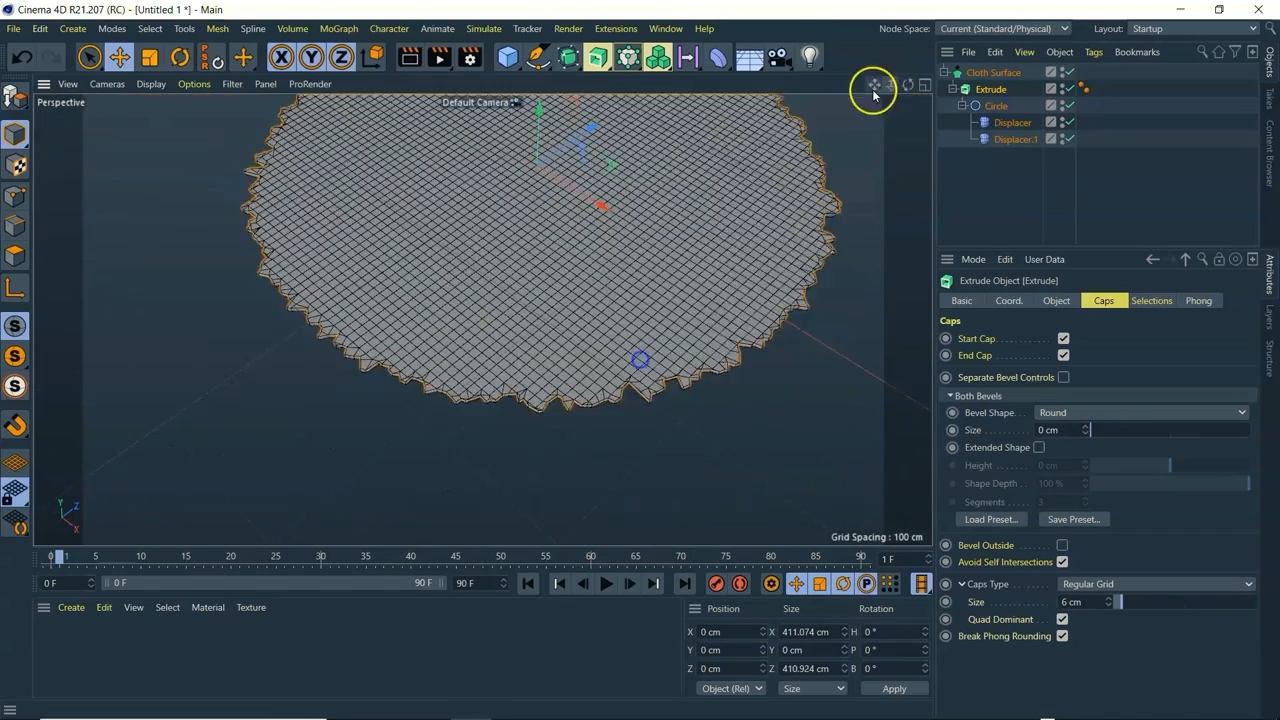 Cinema 4D R21.207 (RC) - [Untitled 1 *] - Main
File Edit Create Modes Select Tools Mesh Spline Volume MoGraph Character Animate Simulate Tracker Render Extensions Window Help
Node Space: Current (Standard/Physical) Layout: Startup
File Edit View Object Tags Bookmarks
View Cameras Display Options Filter Panel ProRender
Perspective
Default Camera
Cloth Surface
Extrude
Circle
Displacer
Displacer.1
Objects
Content Browser
X Y Z
PSR
Y
Z
X
Grid Spacing : 100 cm
Mode Edit User Data
Extrude Object [Extrude]
Basic Coord. Object Caps Selections Phong
Caps
Start Cap
End Cap
Separate Bevel Controls
Both Bevels
Bevel Shape Round
Size 0 cm
Extended Shape
Height 0 cm
Shape Depth 100 %
Segments 3
Load Preset... Save Preset...
Bevel Outside
Avoid Self Intersections
Caps Type Regular Grid
Size 6 cm
Quad Dominant
Break Phong Rounding
Attributes
Layers
Structure
0 1 5 10 15 20 25 30 35 40 45 50 55 60 65 70 75 80 85 90 1 F
0 F 0 F 90 F 90 F
Create Edit View Select Material Texture
Position Size Rotation
X 0 cm X 411.074 cm H 0 °
Y 0 cm Y 0 cm P 0 °
Z 0 cm Z 410.924 cm B 0 °
Object (Rel) Size Apply